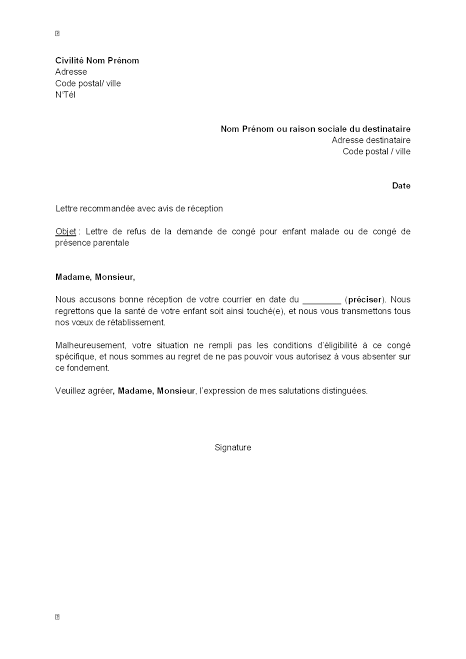 Civilité Nom Prénom
Adresse
Code postal/ ville
N°Tél
Nom Prénom ou raison sociale du destinataire
Adresse destinataire
Code postal / ville
Date
Lettre recommandée avec avis de réception
Objet : Lettre de refus de la demande de congé pour enfant malade ou de congé de
présence parentale
Madame, Monsieur,
Nous accusons bonne réception de votre courrier en date du ________ (préciser). Nous
regrettons que la santé de votre enfant soit ainsi touché(e), et nous vous transmettons tous
nos vœux de rétablissement.
Malheureusement, votre situation ne rempli pas les conditions d'éligibilité à ce congé
spécifique, et nous sommes au regret de ne pas pouvoir vous autorisez à vous absenter sur
ce fondement.
Veuillez agréer, Madame, Monsieur, l'expression de mes salutations distinguées.
Signature